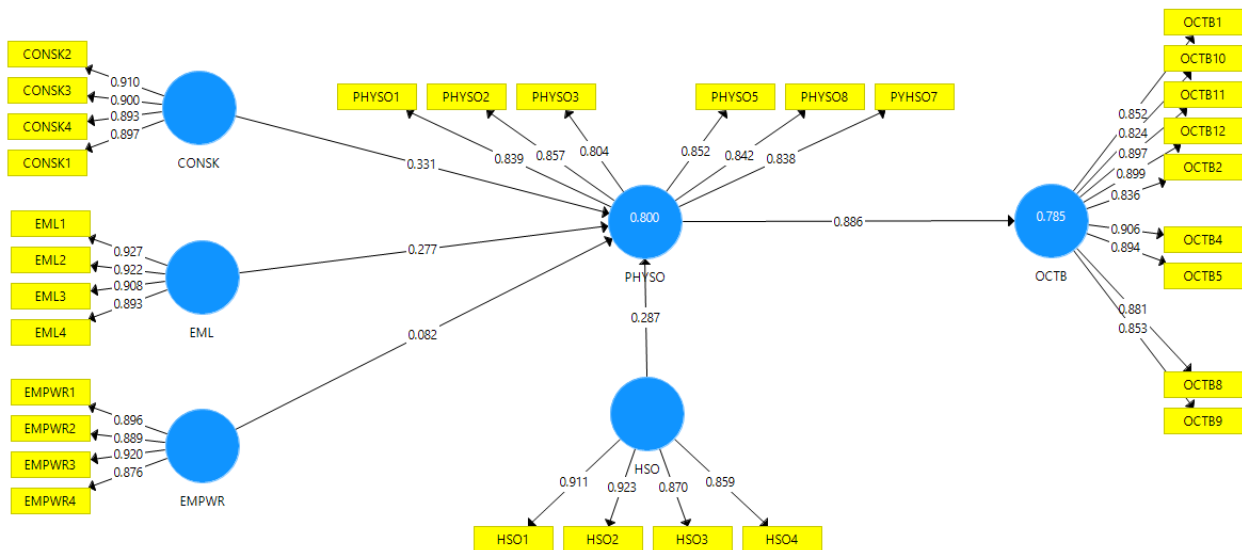 CONSK2
CONSK3
CONSK4
CONSK1
0.910
0.900
0.893
0.897
CONSK
EML1
EML2
EML3
EML4
0.927
0.922
0.908
0.893
EML
EMPWR1
EMPWR2
EMPWR3
EMPWR4
0.896
0.889
0.920
0.876
EMPWR
0.331
0.277
0.082
0.287
PHYSO1 PHYSO2 PHYSO3 PHYSO5 PHYSO8 PYHSO7
0.839 0.857 0.804 0.852 0.842 0.838
0.800
PHYSO
HSO
0.911 0.923 0.870 0.859
HSO1 HSO2 HSO3 HSO4
0.886
0.785
OCTB
0.852
0.824
0.897
0.899
0.836
0.906
0.894
0.881
0.853
OCTB1
OCTB10
OCTB11
OCTB12
OCTB2
OCTB4
OCTB5
OCTB8
OCTB9